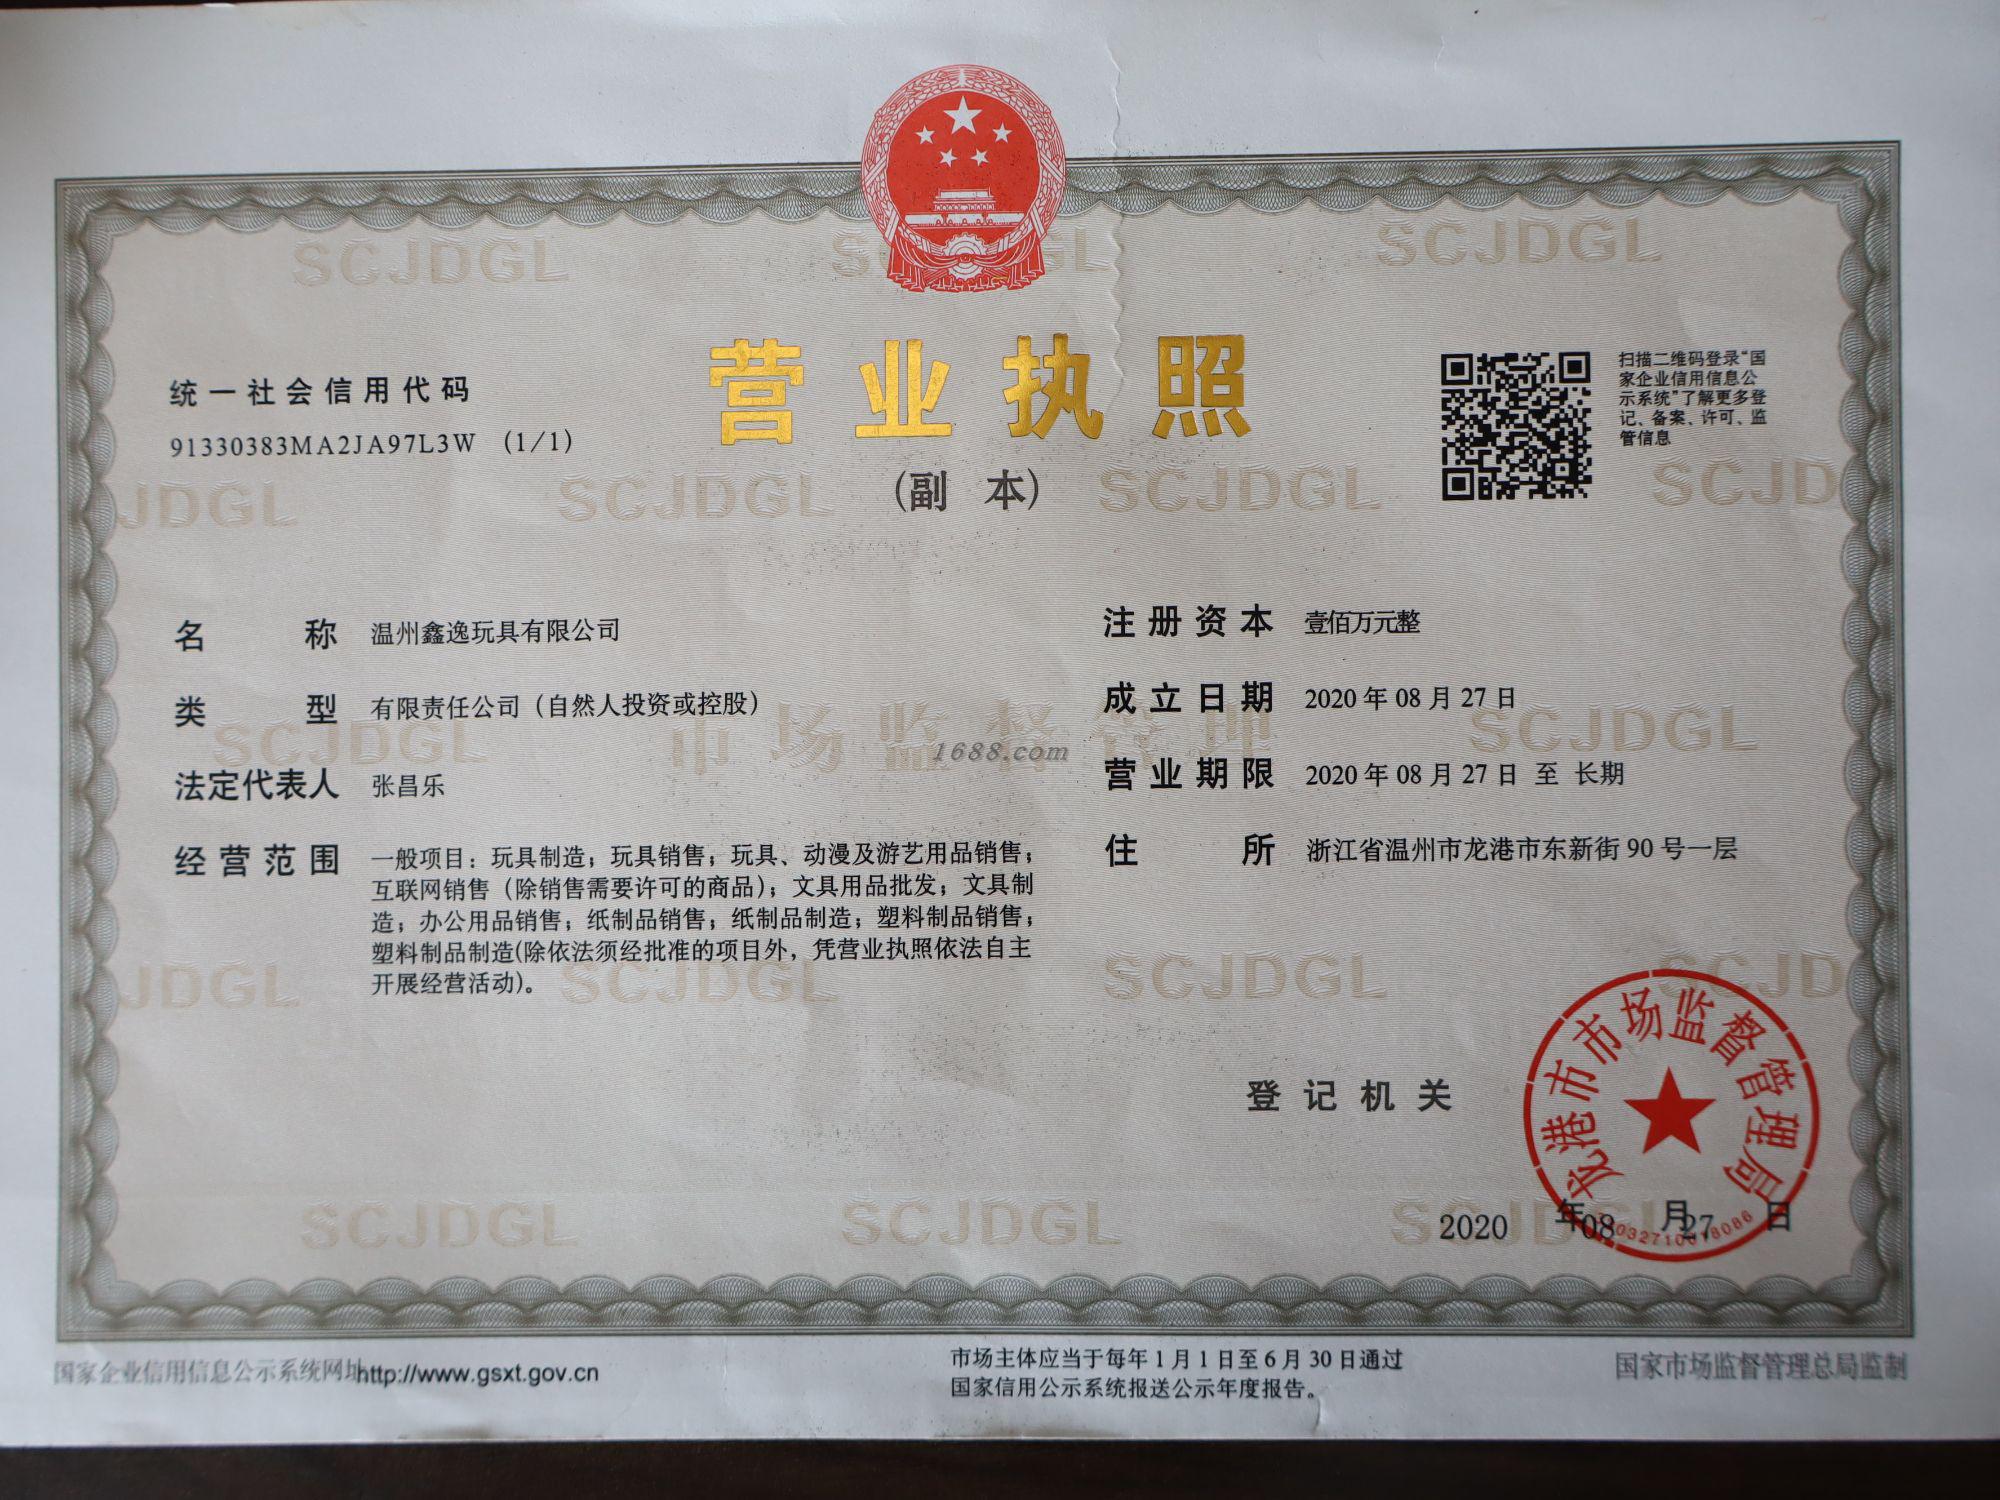 营业执照
(副 本)
统一社会信用代码
91330383MA2JA97L3W (1/1)
扫描二维码登录“国
家企业信用信息公
示系统”了解更多登
记、备案、许可、监
管信息
名 称 温州鑫逸玩具有限公司
类 型 有限责任公司（自然人投资或控股）
法定代表人 张昌乐
经营范围 一般项目：玩具制造；玩具销售；玩具、动漫及游艺用品销售；
互联网销售（除销售需要许可的商品）；文具用品批发；文具制
造；办公用品销售；纸制品销售；纸制品制造；塑料制品销售；
塑料制品制造(除依法须经批准的项目外，凭营业执照依法自主
开展经营活动)。
注册资本 壹佰万元整
成立日期 2020年08月27日
营业期限 2020年08月27日 至 长期
住 所 浙江省温州市龙港市东新街90号一层
市场监督管理
1688.com
SCJDGL
登记机关
龙港市市场监督管理局
2020 年08 月27 日
国家企业信用信息公示系统网址http://www.gsxt.gov.cn
市场主体应当于每年1月1日至6月30日通过
国家信用公示系统报送公示年度报告。
国家市场监督管理总局监制